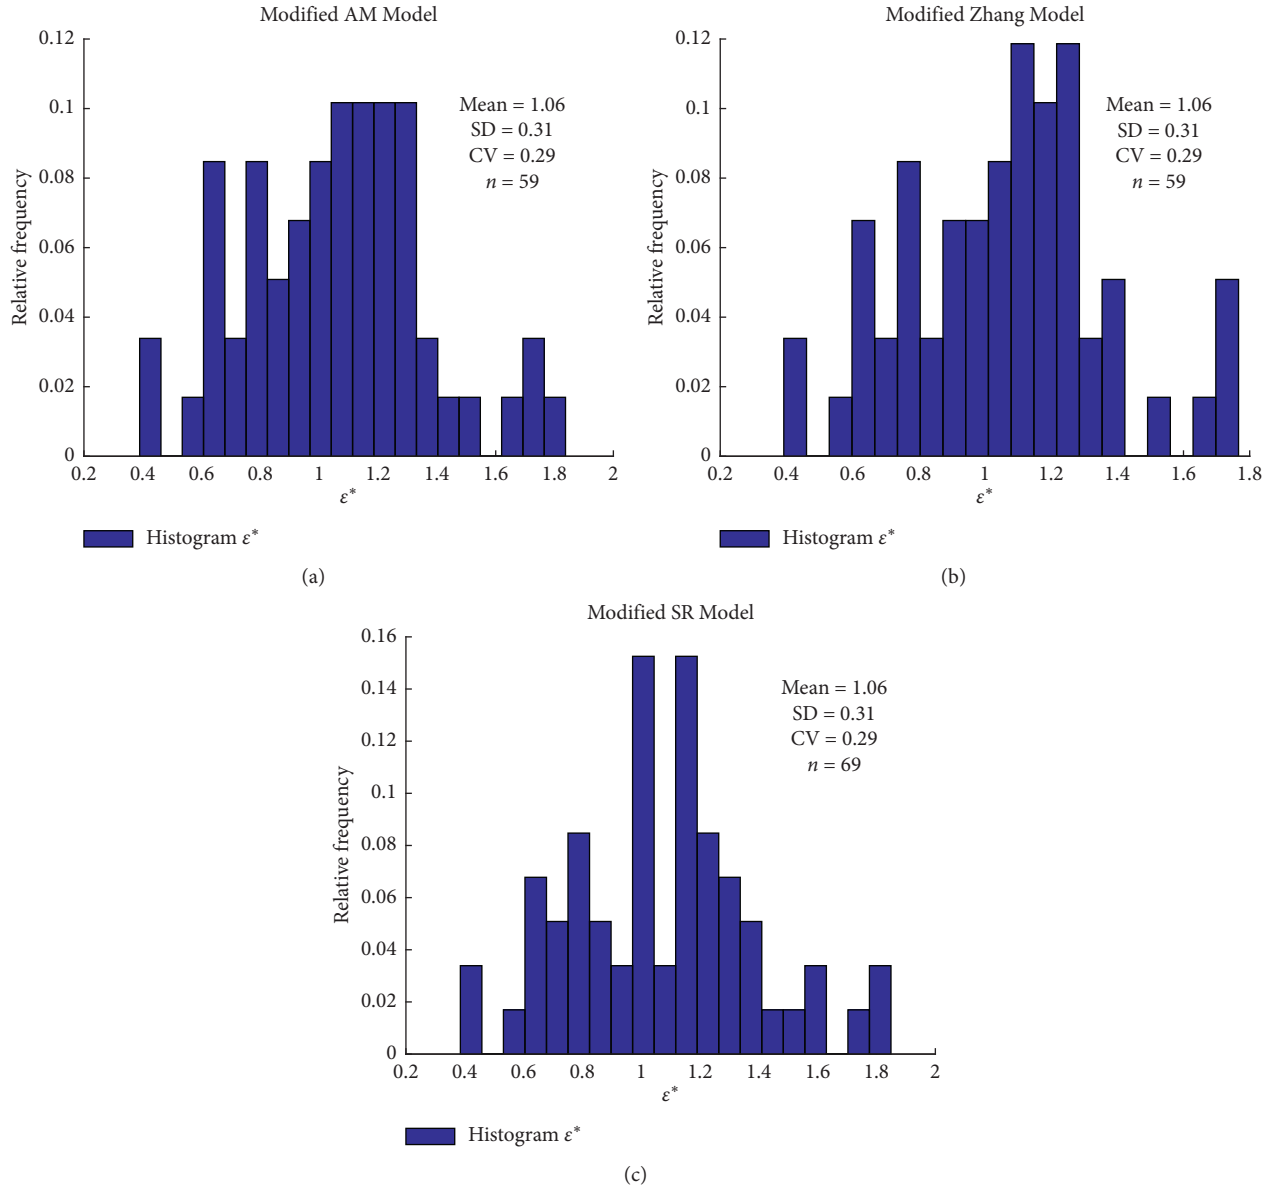 Modified AM Model
0.12
0.1
0.08
0.06
0.04
0.02
0
Relative frequency
Mean = 1.06
SD = 0.31
CV = 0.29
n = 59
0.2 0.4 0.6 0.8 1 1.2 1.4 1.6 1.8 2
ε*
Histogram ε*
(a)
Modified Zhang Model
0.12
0.1
0.08
0.06
0.04
0.02
0
Relative frequency
Mean = 1.06
SD = 0.31
CV = 0.29
n = 59
0.2 0.4 0.6 0.8 1 1.2 1.4 1.6 1.8
ε*
Histogram ε*
(b)
Modified SR Model
0.16
0.14
0.12
0.1
0.08
0.06
0.04
0.02
0
Relative frequency
Mean = 1.06
SD = 0.31
CV = 0.29
n = 69
0.2 0.4 0.6 0.8 1 1.2 1.4 1.6 1.8 2
ε*
Histogram ε*
(c)